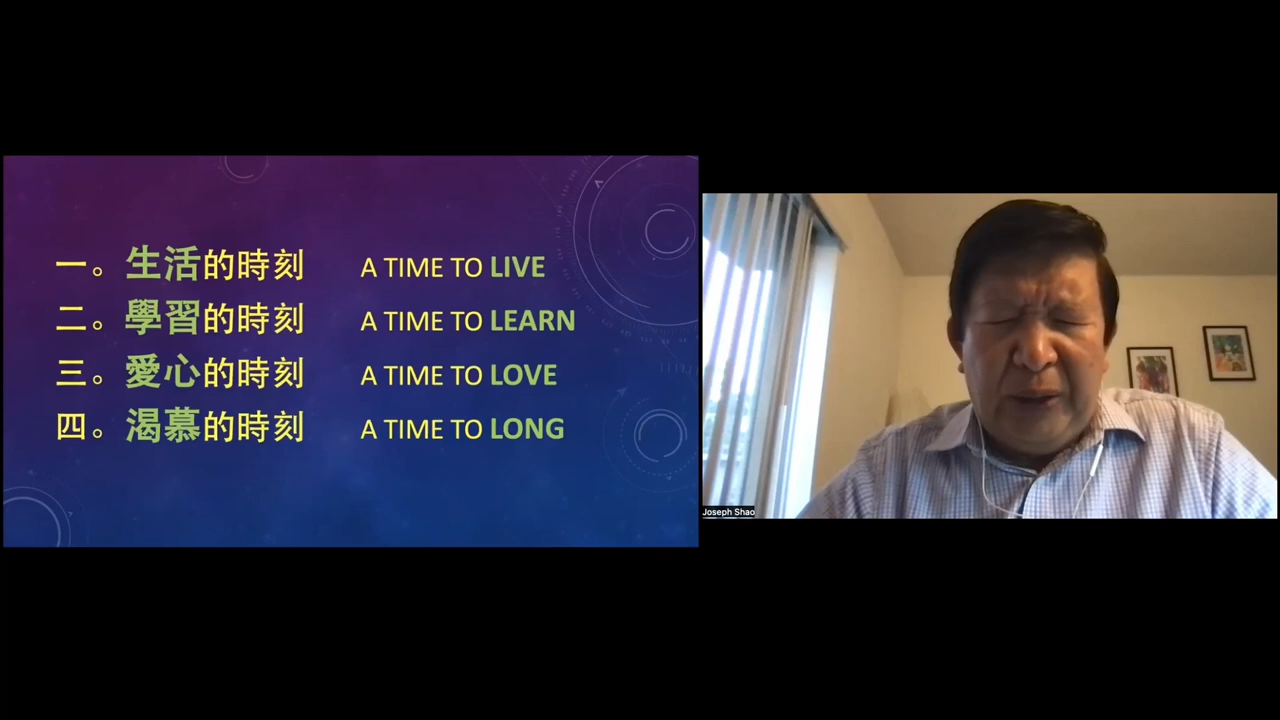 一。生活的時刻 A TIME TO LIVE
二。學習的時刻 A TIME TO LEARN
三。愛心的時刻 A TIME TO LOVE
四。渴慕的時刻 A TIME TO LONG
Joseph Shao